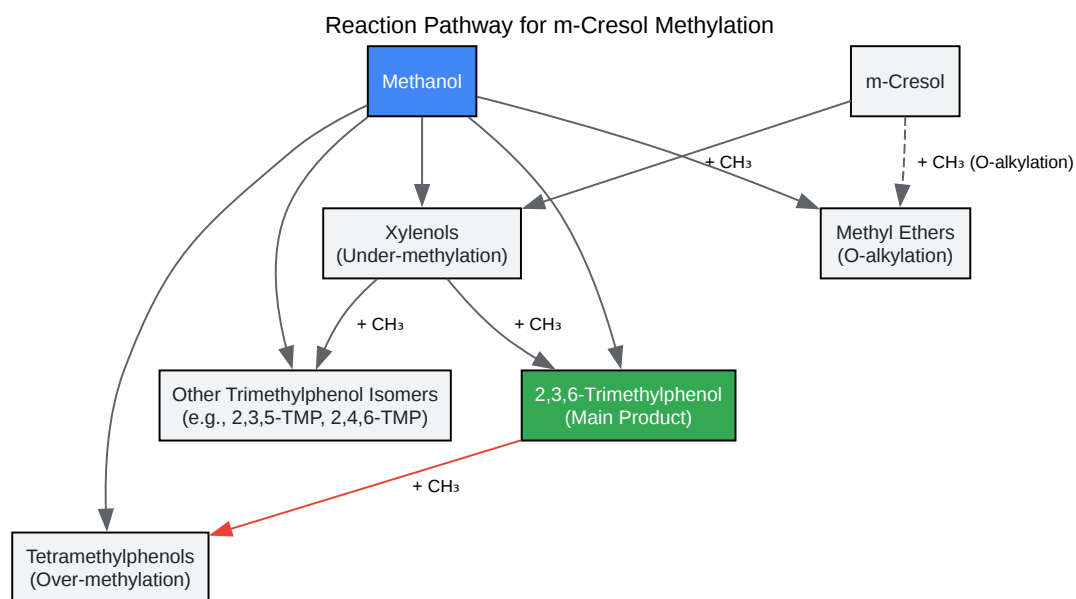 Reaction Pathway for m-Cresol Methylation
Methanol
m-Cresol
+ CH₃
+ CH₃ (O-alkylation)
Xylenols
(Under-methylation)
Methyl Ethers
(O-alkylation)
+ CH₃
+ CH₃
Other Trimethylphenol Isomers
(e.g., 2,3,5-TMP, 2,4,6-TMP)
2,3,6-Trimethylphenol
(Main Product)
+ CH₃
Tetramethylphenols
(Over-methylation)